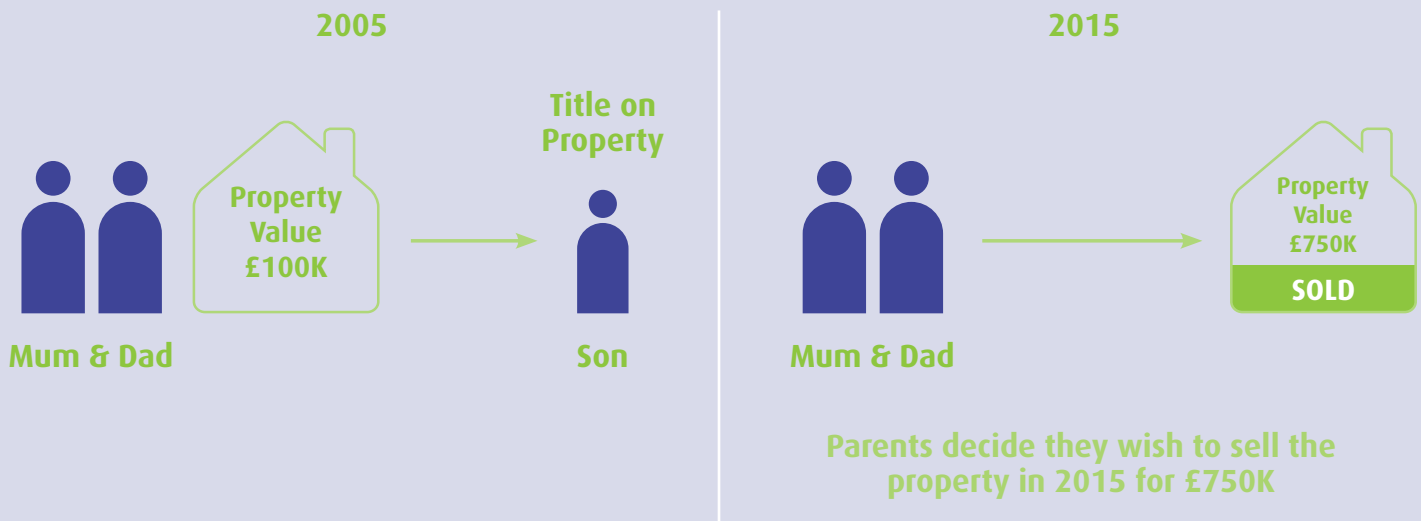 2005
Title on
Property
Property
Value
£100K
Mum & Dad
Son
2015
Property
Value
£750K
SOLD
Mum & Dad
Parents decide they wish to sell the
property in 2015 for £750K